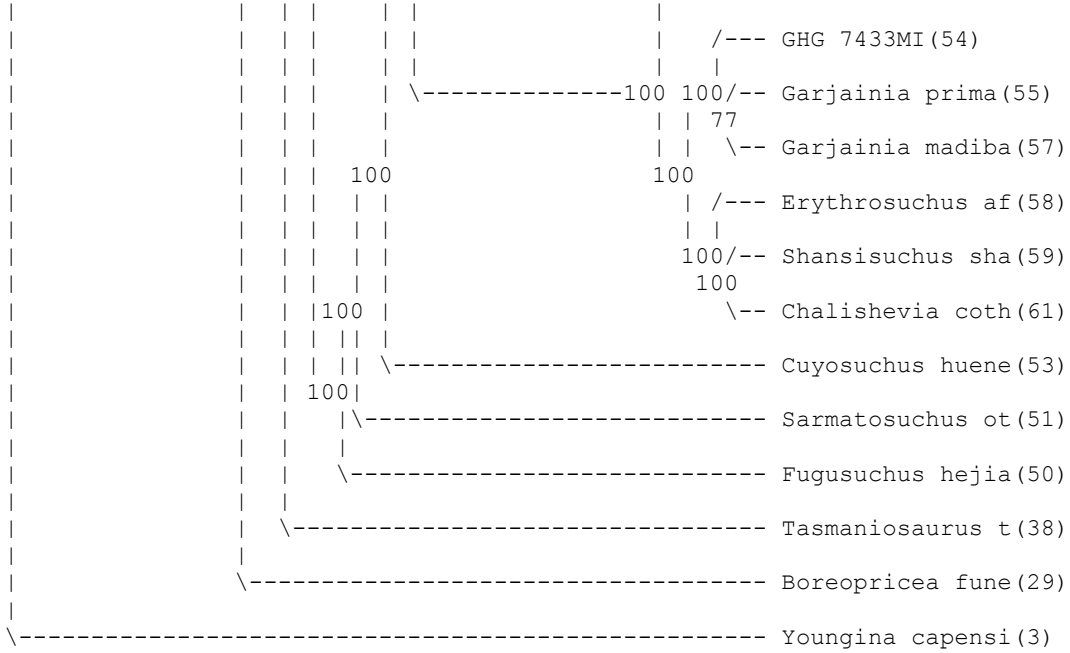 /--- GHG 7433MI(54)
\--------------100 100/-- Garjainia prima(55)
77
\-- Garjainia madiba(57)
100 100
/--- Erythrosuchus af(58)
100/-- Shansisuchus sha(59)
100
100 \-- Chalishevia coth(61)
\-------------------------- Cuyosuchus huene(53)
100
\---------------------------- Sarmatosuchus ot(51)
\----------------------------- Fugusuchus hejia(50)
\--------------------------------- Tasmaniosaurus t(38)
\------------------------------------ Boreopricea fune(29)
\---------------------------------------------------- Youngina capensi(3)